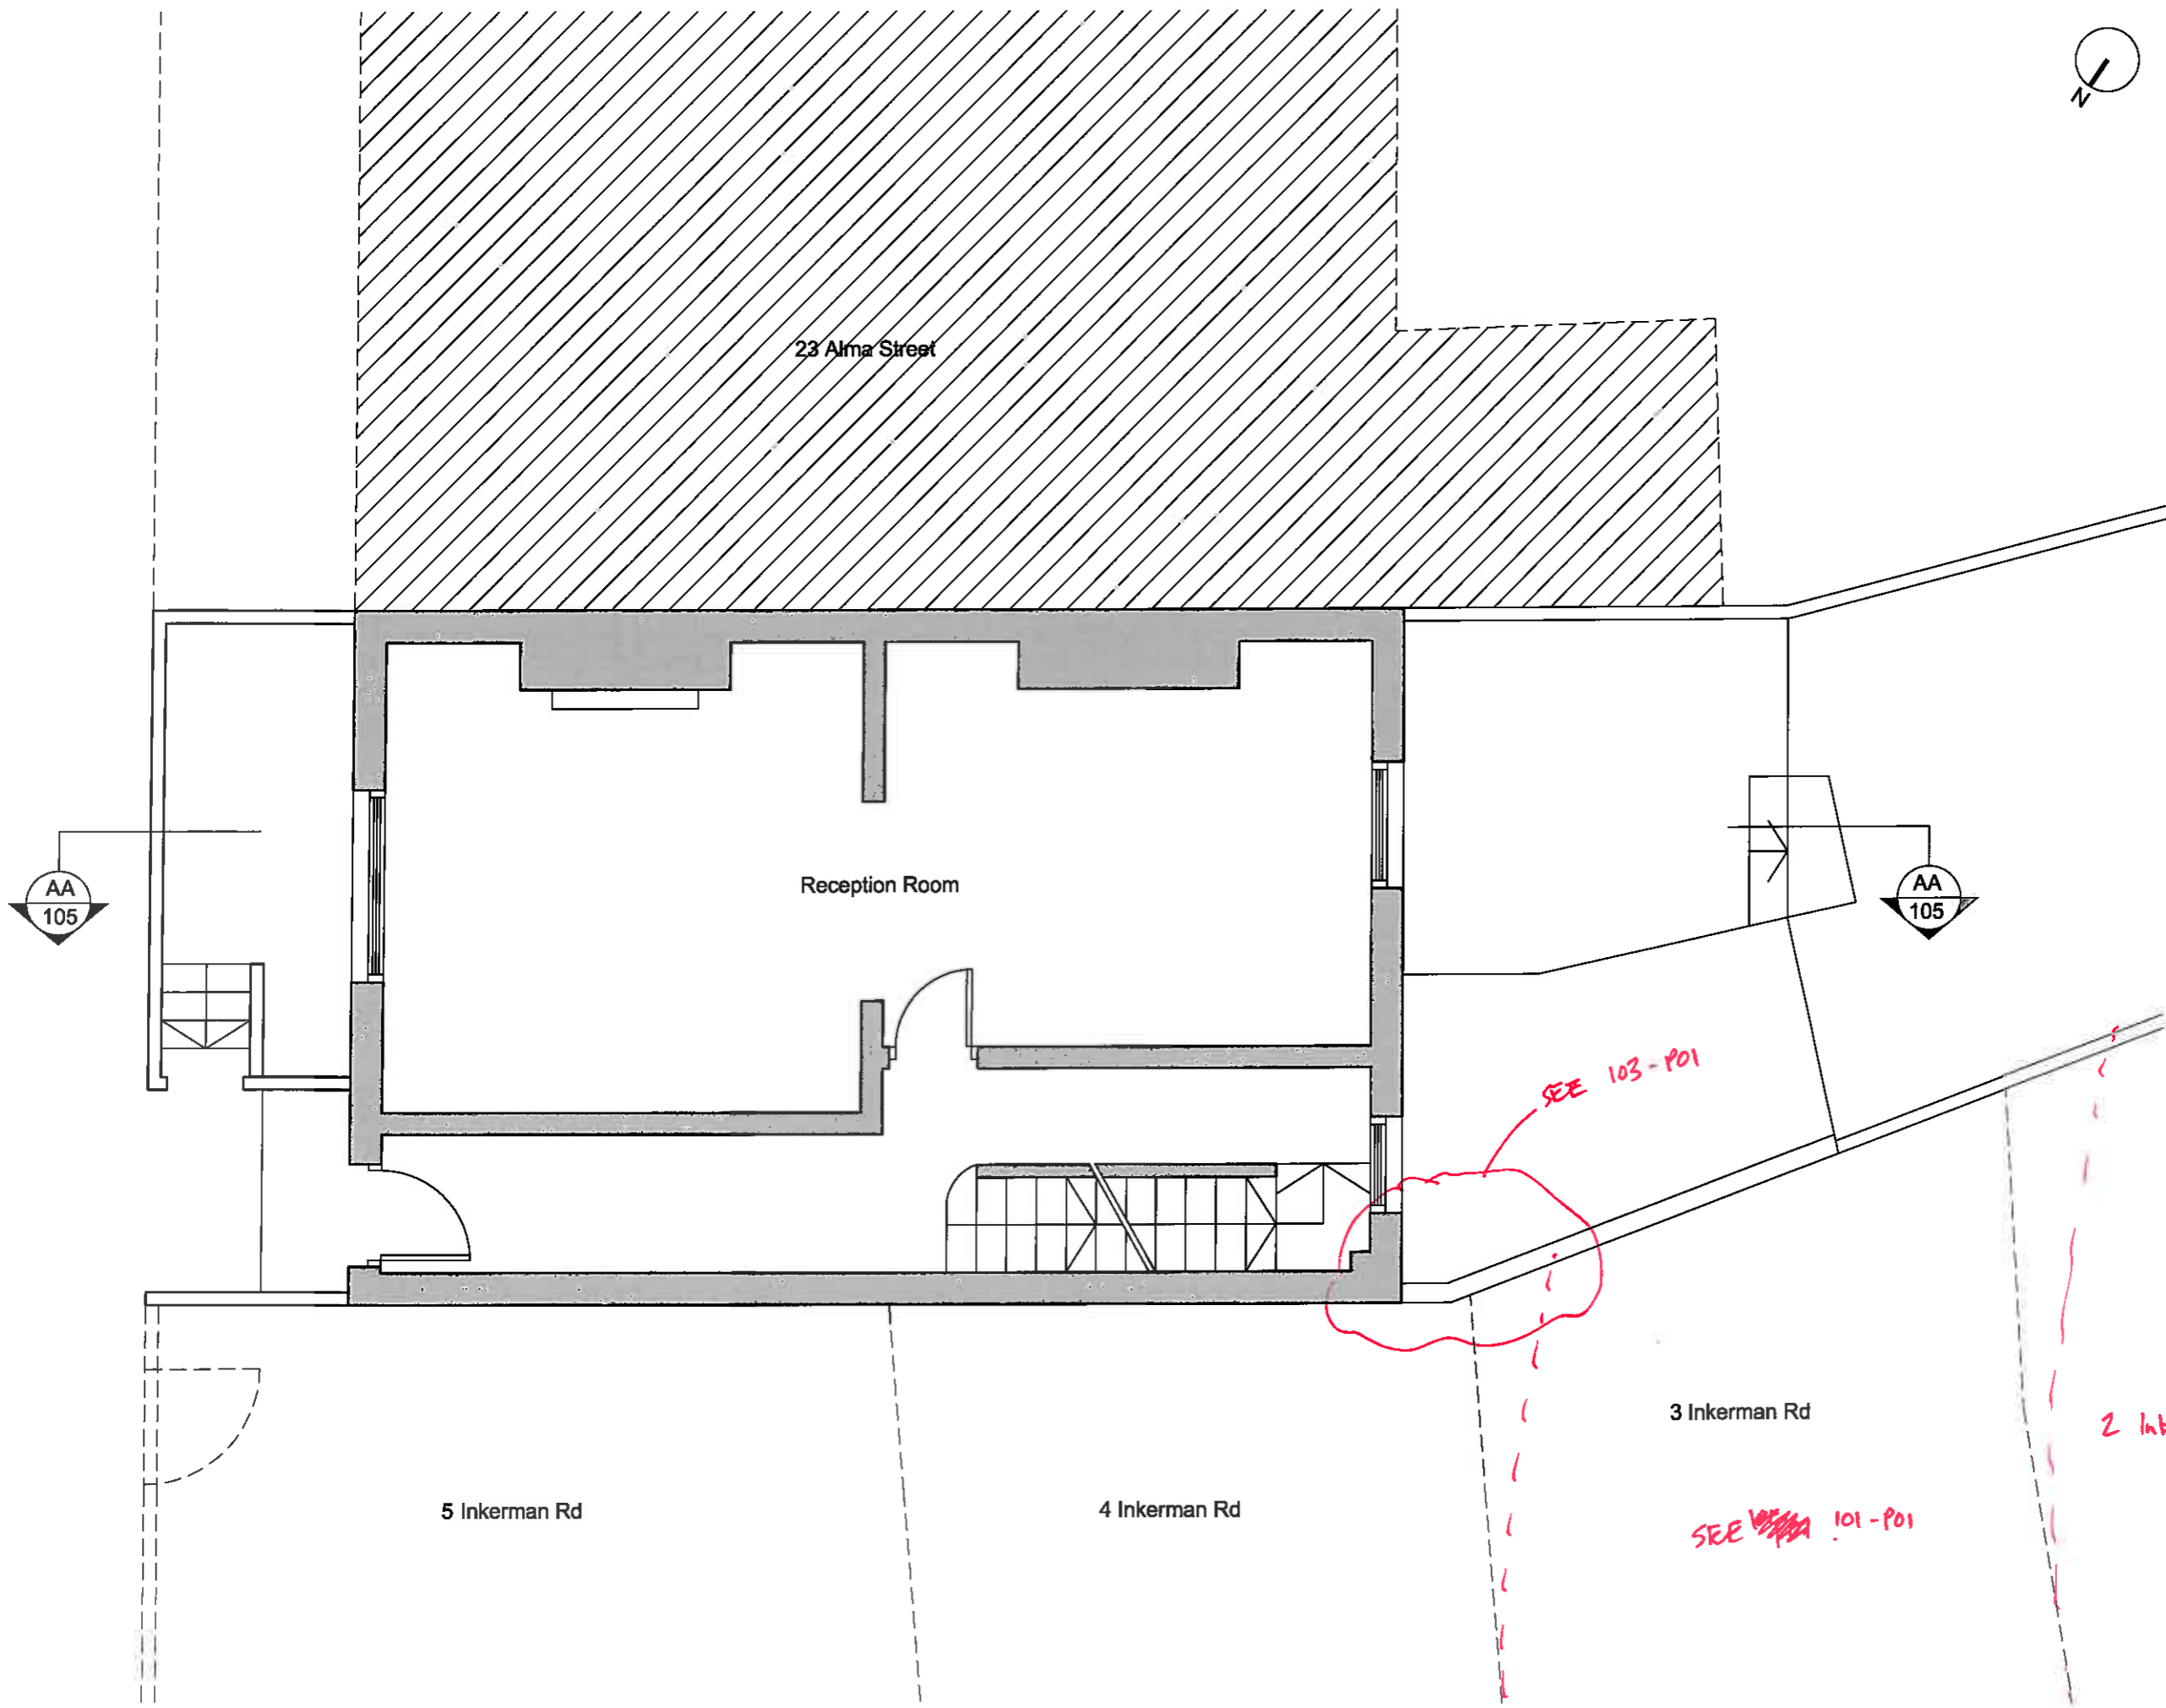 N
23 Alma Street
Reception Room
AA
105
AA
105
SEE 103-P01
3 Inkerman Rd
2
5 Inkerman Rd
4 Inkerman Rd
SEE 101-P01